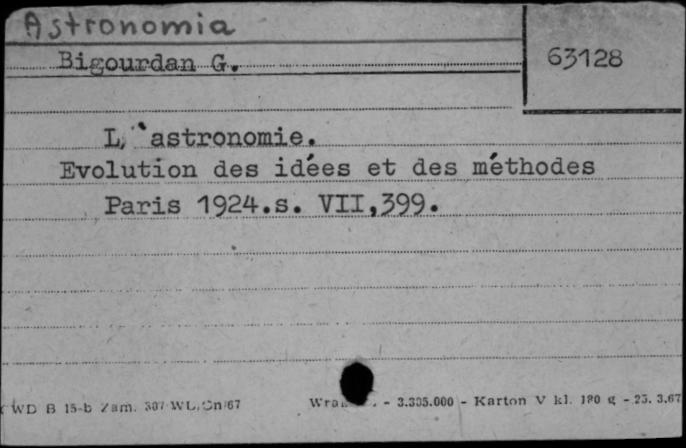 Astronomia
Bigourdan G.
63128
L'astronomie.
Evolution des idées et des méthodes
Paris 1924.s. VII,399.
WD B 15-b Zam. 307 WL/Cn/67
- 3.335.000 - Karton V kl. 180 g - 23. 3.67